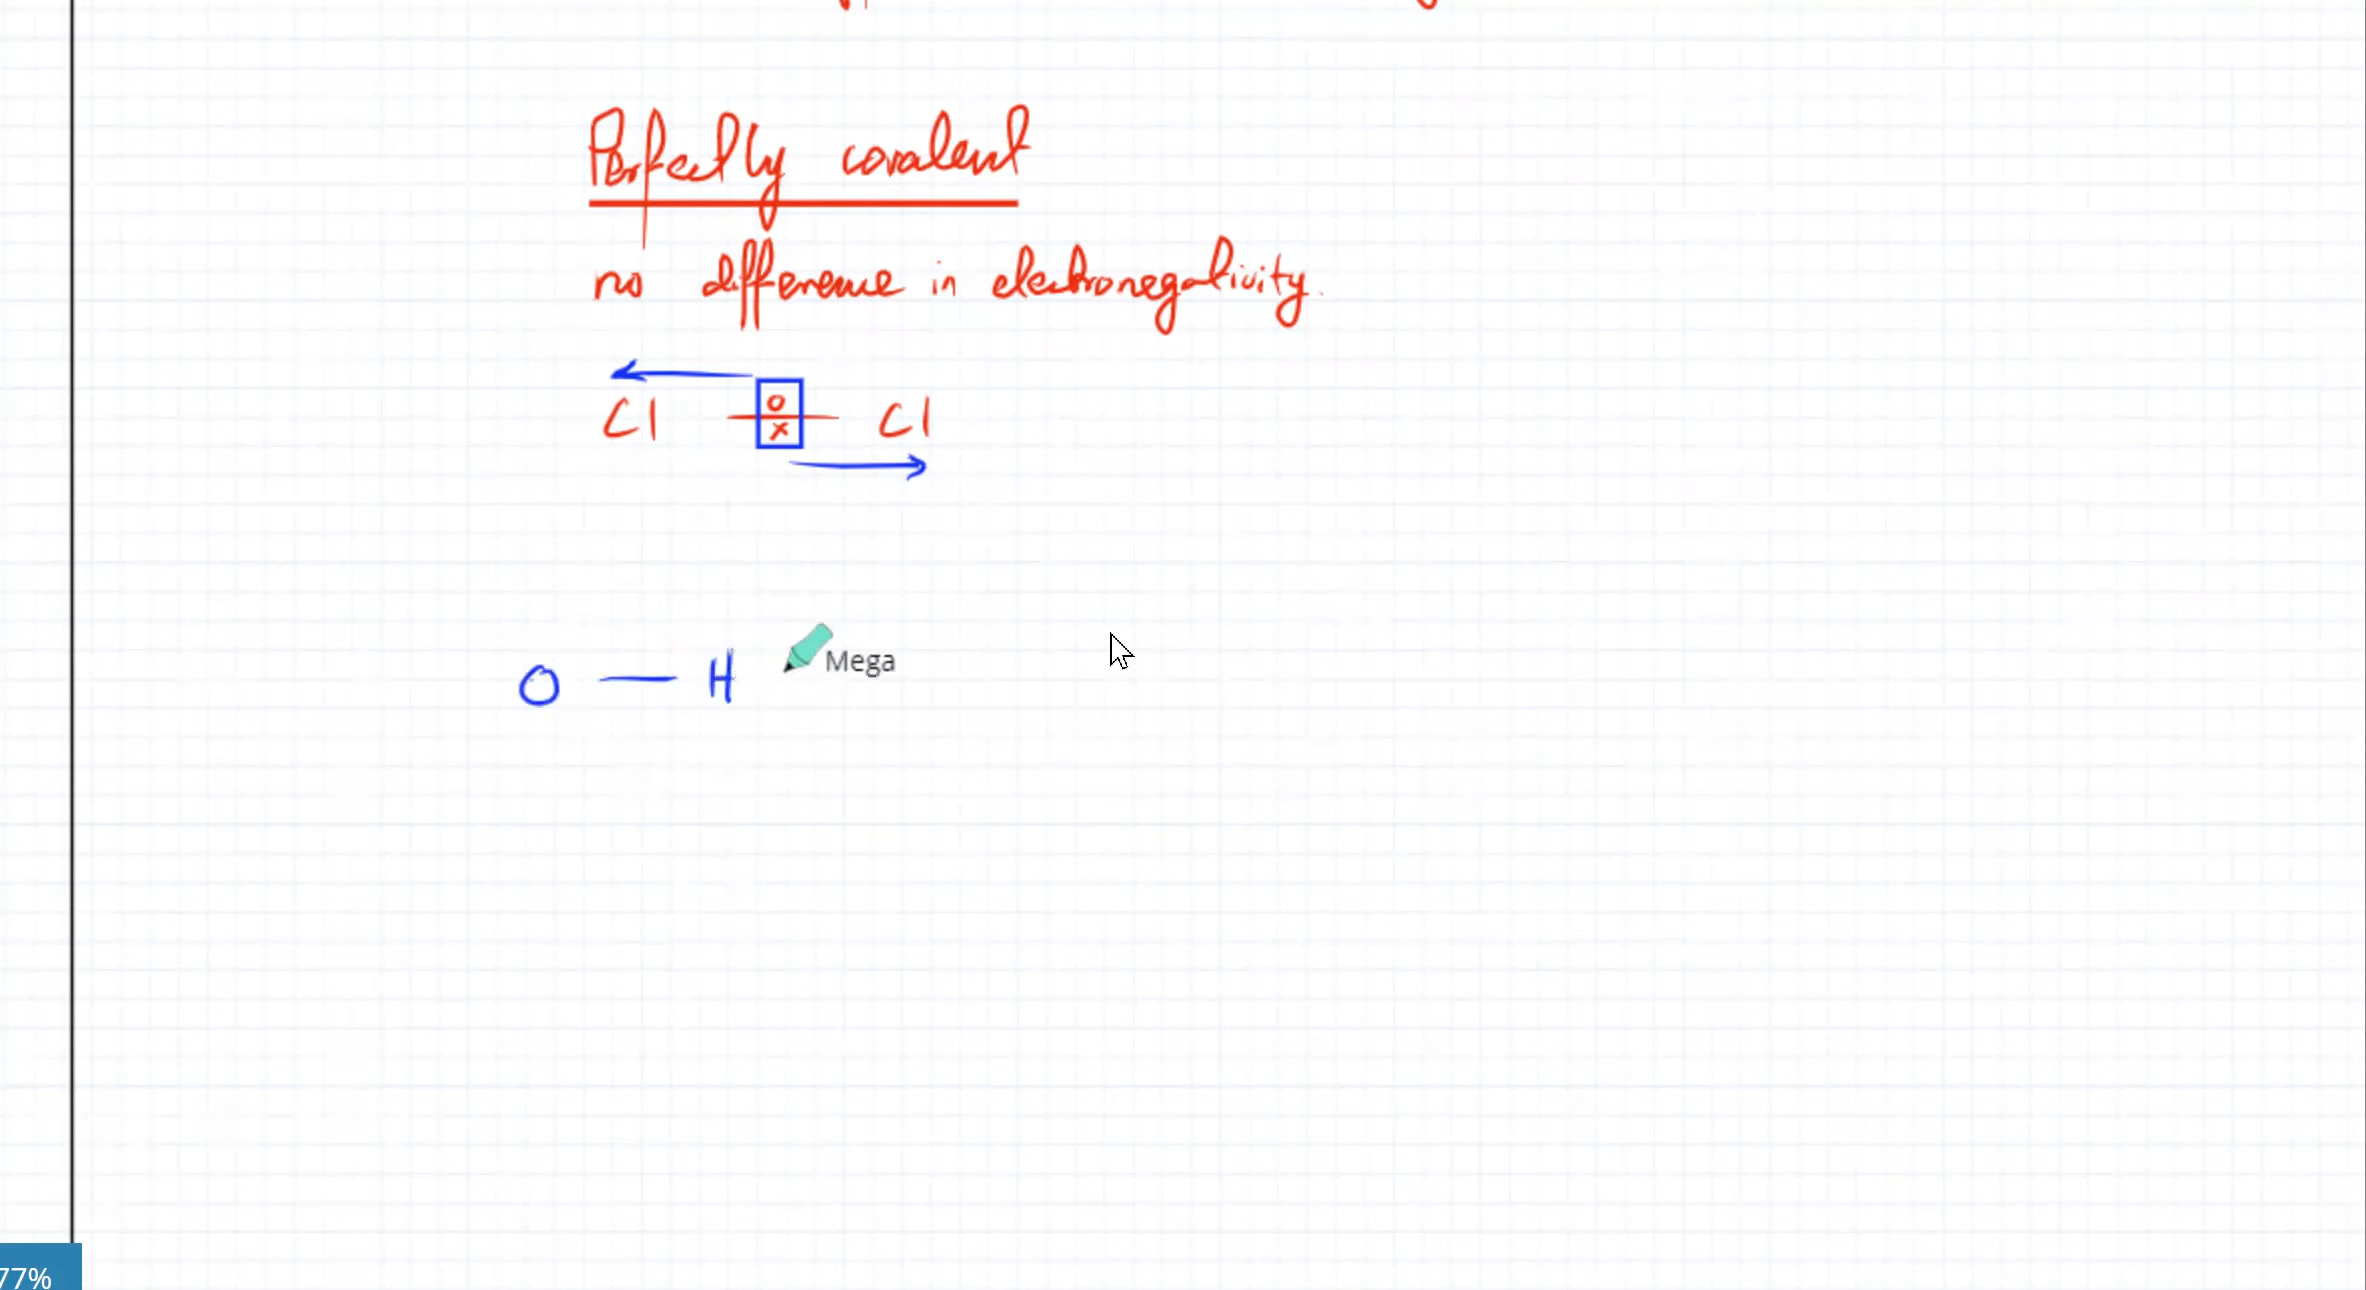 Perfectly covalent
no difference in electronegativity.
Cl o x Cl
O — H
Mega
77%